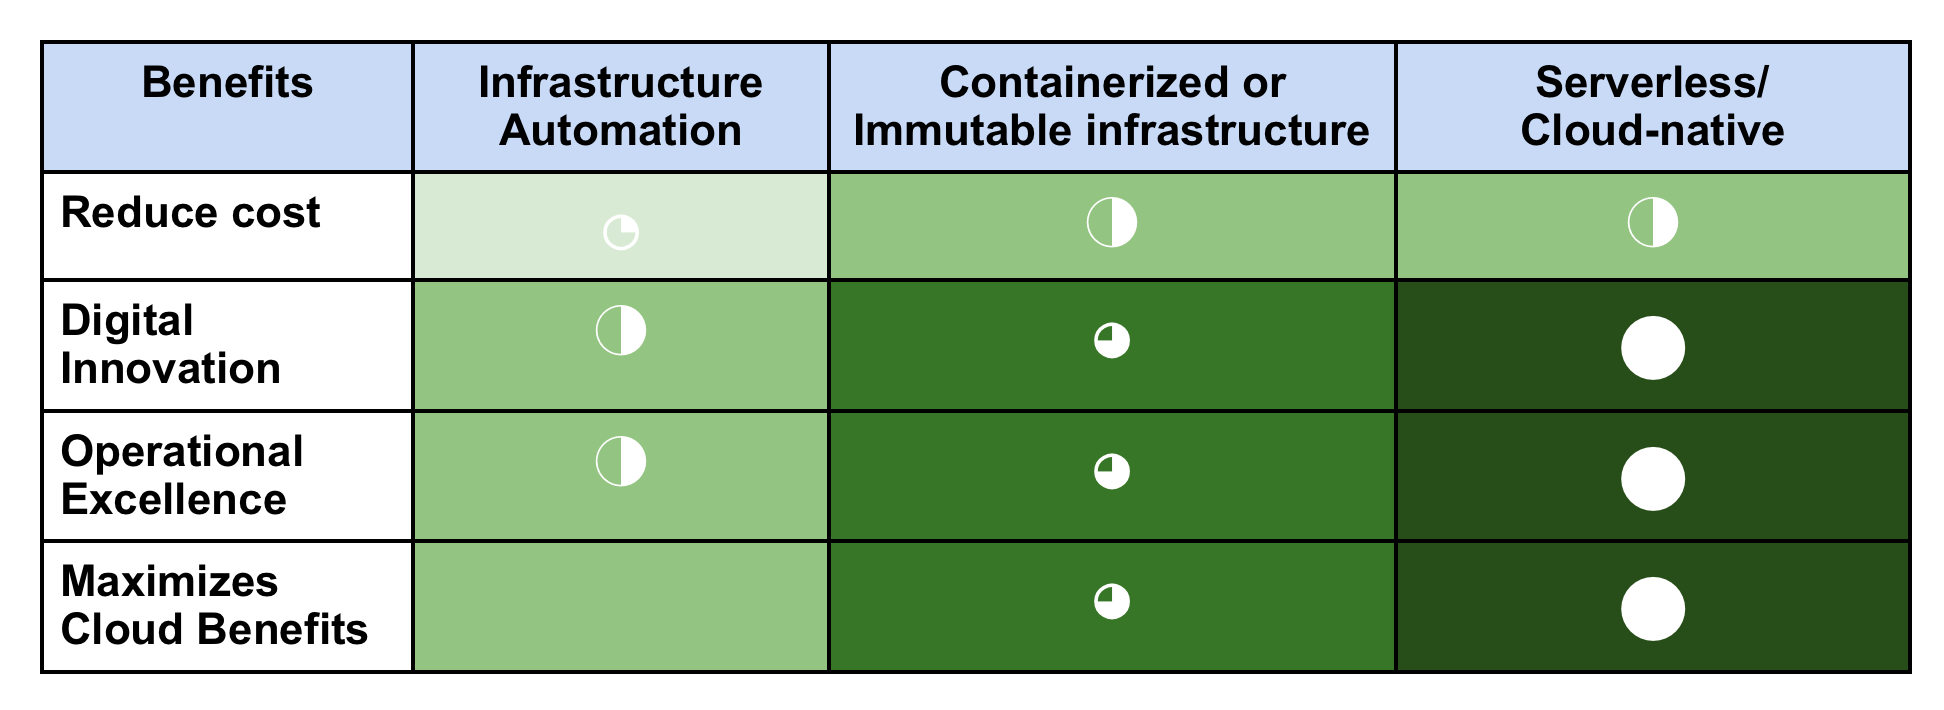 Benefits
Infrastructure
Automation
Containerized or
Immutable infrastructure
Serverless/
Cloud-native
Reduce cost
Digital
Innovation
Operational
Excellence
Maximizes
Cloud Benefits